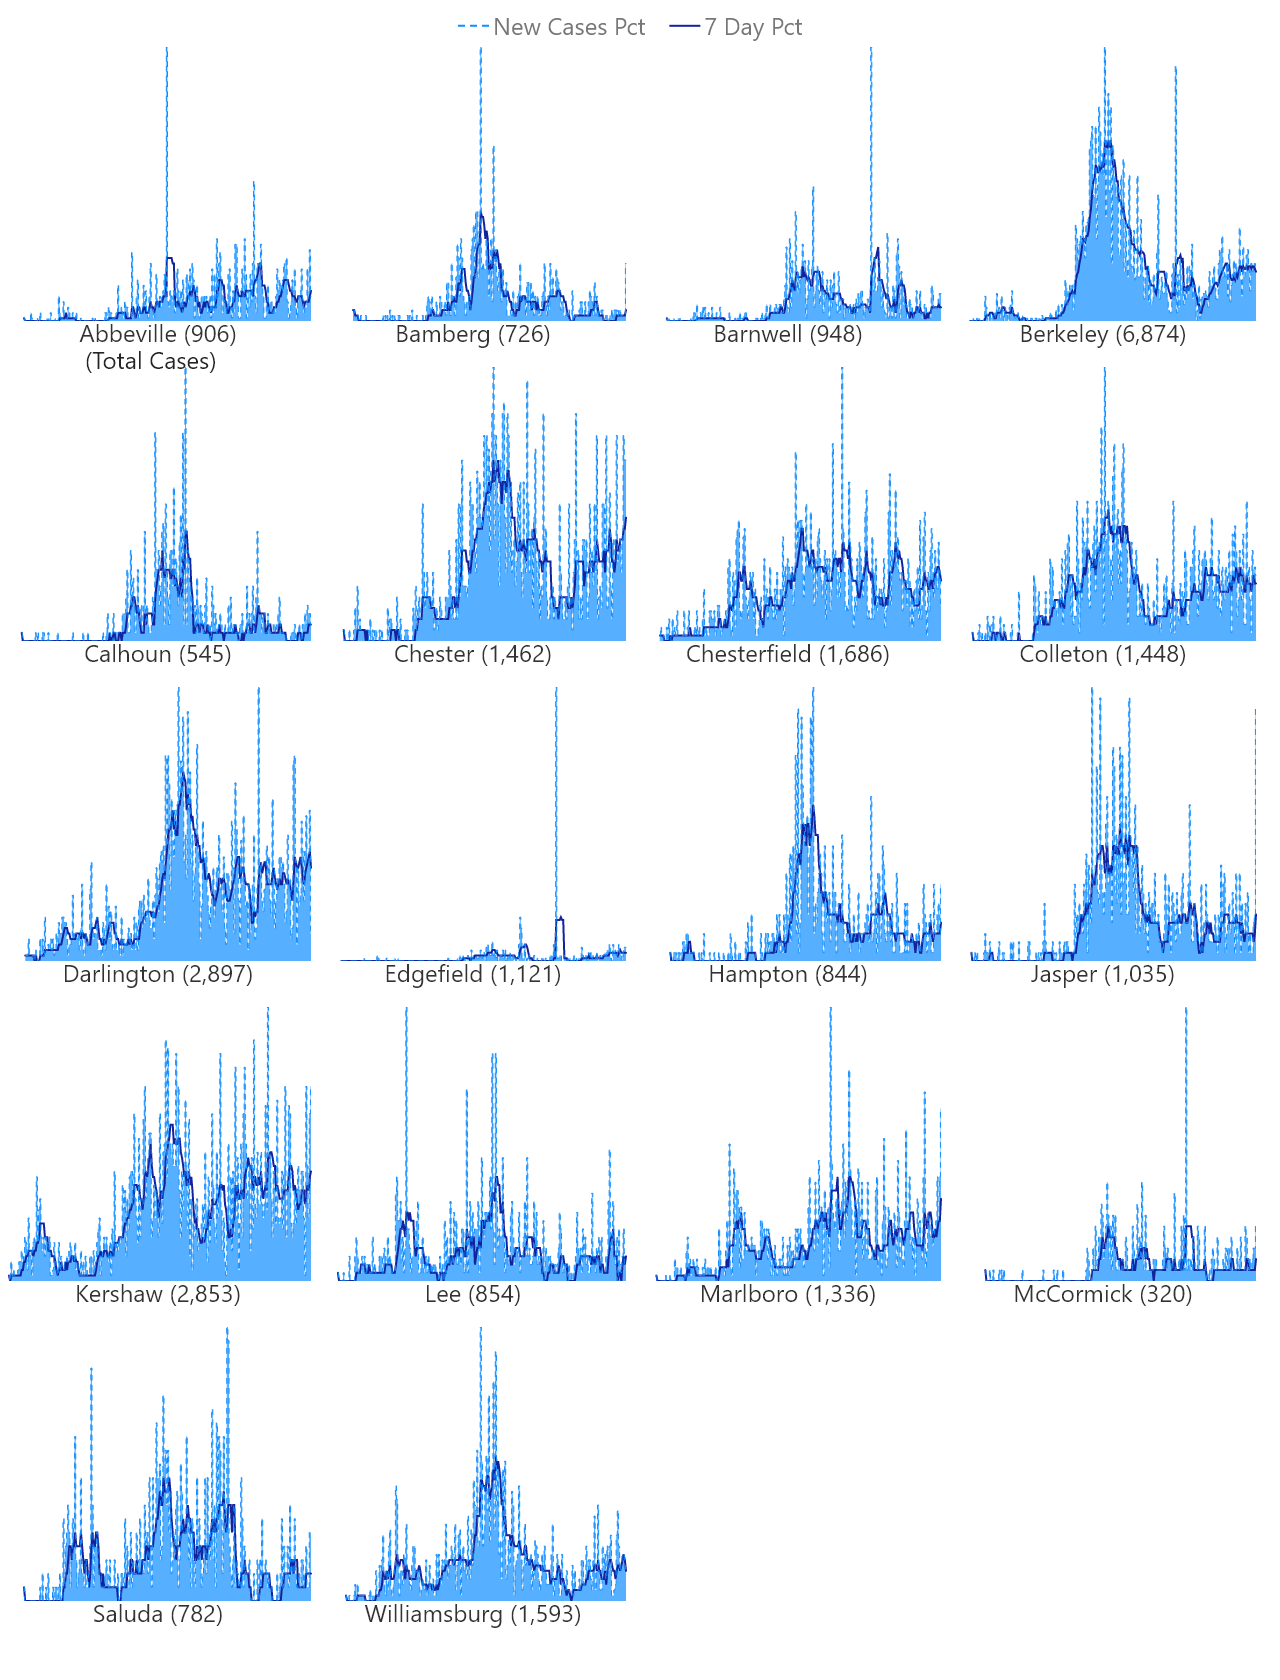 New Cases Pct 7 Day Pct
Abbeville (906) Bamberg (726) Barnwell (948) Berkeley (6,874)
(Total Cases)
Calhoun (545) Chester (1,462) Chesterfield (1,686) Colleton (1,448)
Darlington (2,897) Edgefield (1,121) Hampton (844) Jasper (1,035)
Kershaw (2,853) Lee (854) Marlboro (1,336) McCormick (320)
Saluda (782) Williamsburg (1,593)